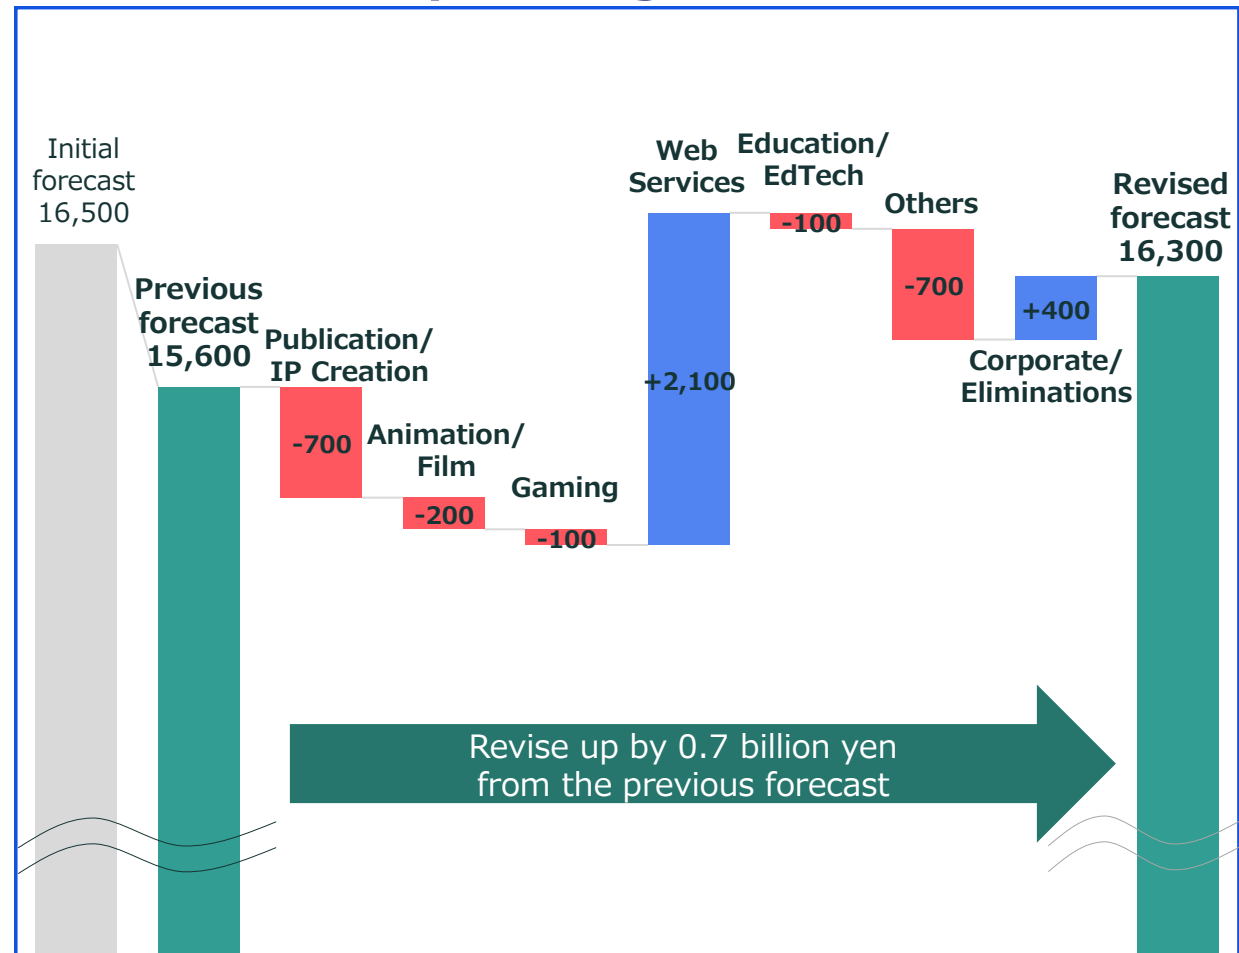 Initial
forecast
16,500
Previous
forecast
15,600
Publication/
IP Creation
-700
Animation/
Film
-200
Gaming
-100
Web
Services
+2,100
Education/
EdTech
-100
Others
-700
+400
Corporate/
Eliminations
Revised
forecast
16,300
Revise up by 0.7 billion yen
from the previous forecast